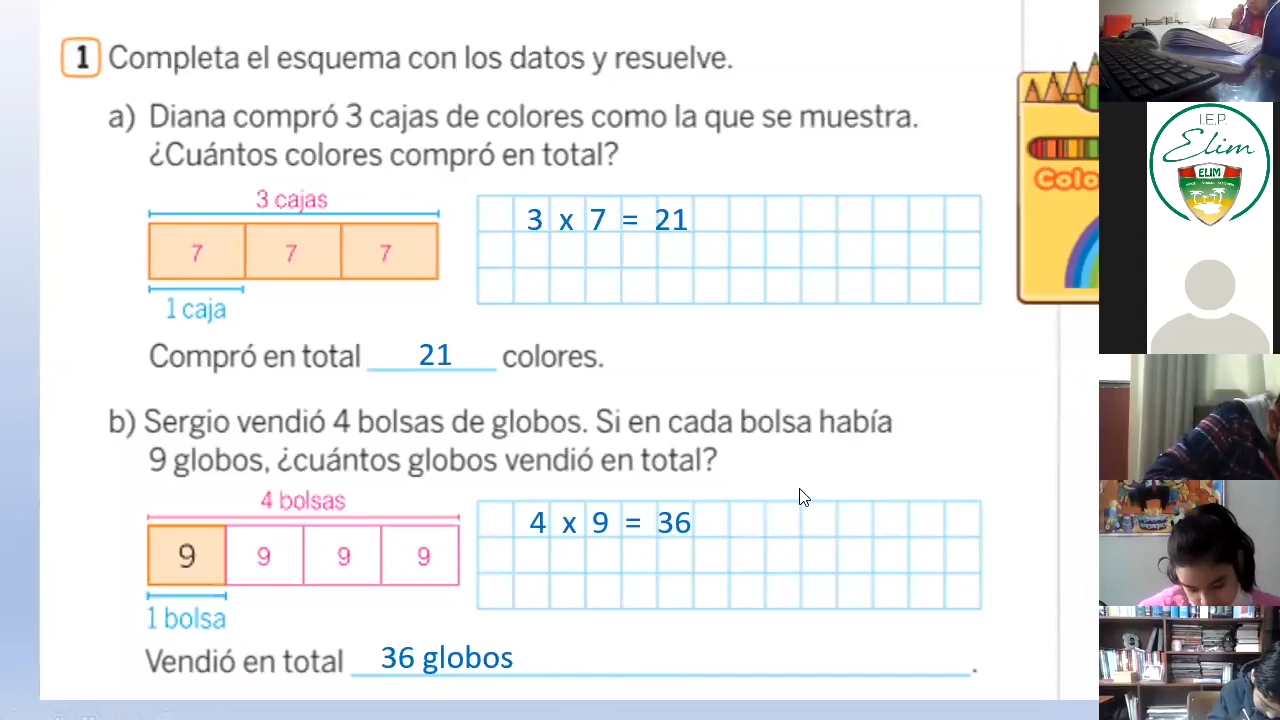 1 Completa el esquema con los datos y resuelve.
a) Diana compró 3 cajas de colores como la que se muestra.
¿Cuántos colores compró en total?
3 cajas
7 7 7
1 caja
3 x 7 = 21
Compró en total 21 colores.
b) Sergio vendió 4 bolsas de globos. Si en cada bolsa había
9 globos, ¿cuántos globos vendió en total?
4 bolsas
9 9 9 9
1 bolsa
4 x 9 = 36
Vendió en total 36 globos.
Colo
I.E.P.
Elim
ELIM